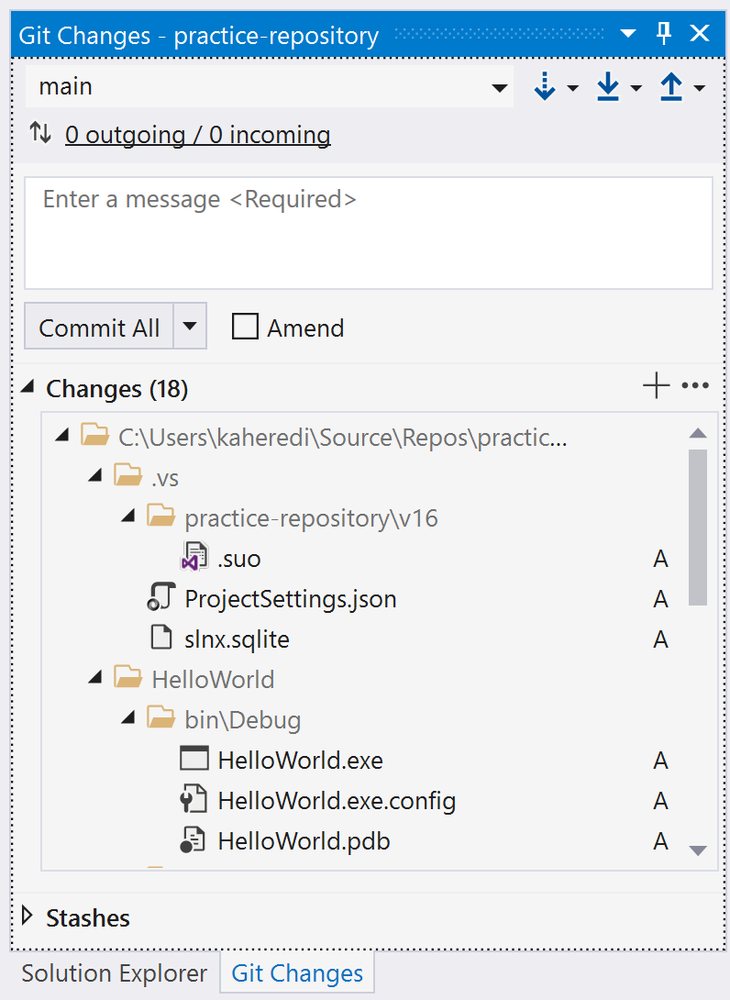 Git Changes - practice-repository
main
0 outgoing / 0 incoming
Enter a message <Required>
Commit All
Amend
Changes (18)
C:\Users\kaheredi\Source\Repos\practic...
.vs
practice-repository\v16
.suo A
ProjectSettings.json A
slnx.sqlite A
HelloWorld
bin\Debug
HelloWorld.exe A
HelloWorld.exe.config A
HelloWorld.pdb A
Stashes
Solution Explorer Git Changes